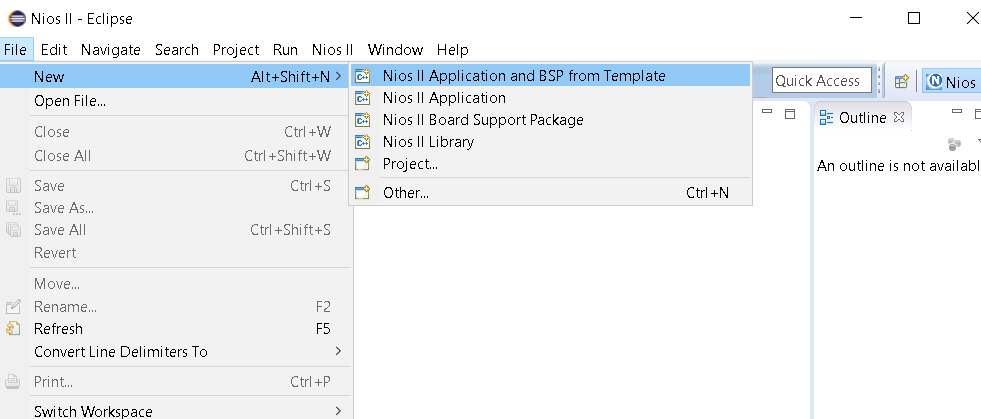 Nios II - Eclipse
File Edit Navigate Search Project Run Nios II Window Help
New Alt+Shift+N
Open File...
Close Ctrl+W
Close All Ctrl+Shift+W
Save Ctrl+S
Save As...
Save All Ctrl+Shift+S
Revert
Move...
Rename... F2
Refresh F5
Convert Line Delimiters To
Print... Ctrl+P
Switch Workspace
Nios II Application and BSP from Template
Nios II Application
Nios II Board Support Package
Nios II Library
Project...
Other... Ctrl+N
Quick Access
Nios
Outline
An outline is not availabl